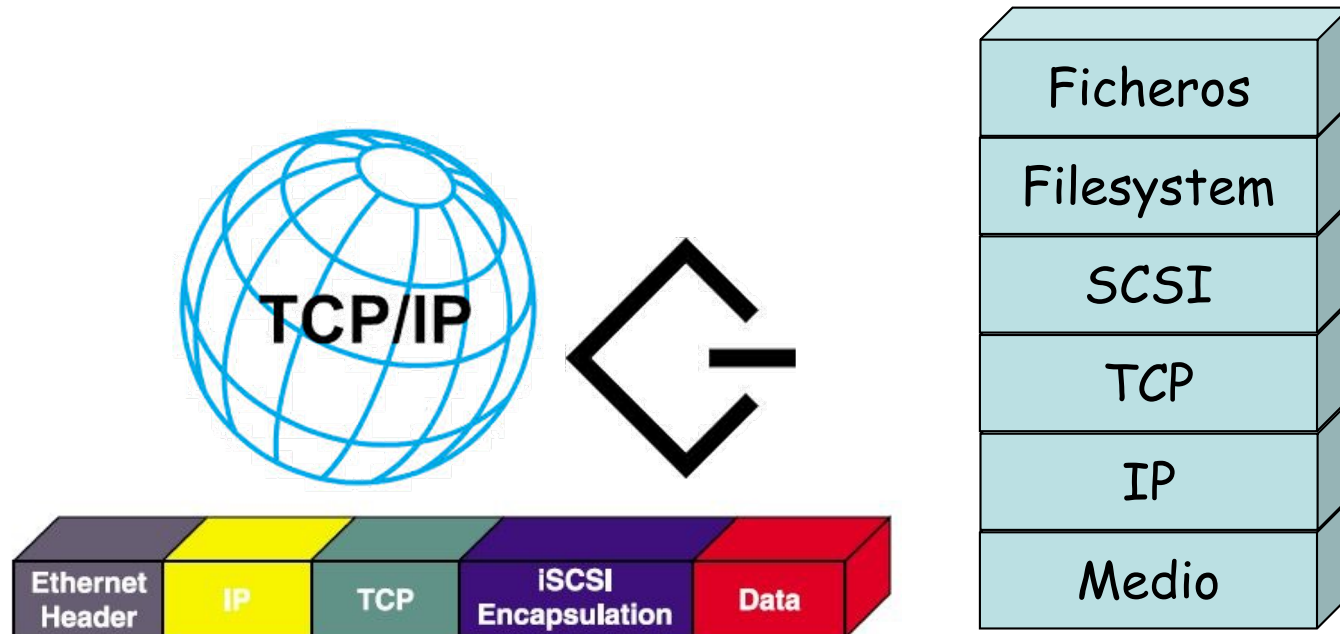 TCP/IP
Ethernet
Header
IP
TCP
iSCSI
Encapsulation
Data
Ficheros
Filesystem
SCSI
TCP
IP
Medio